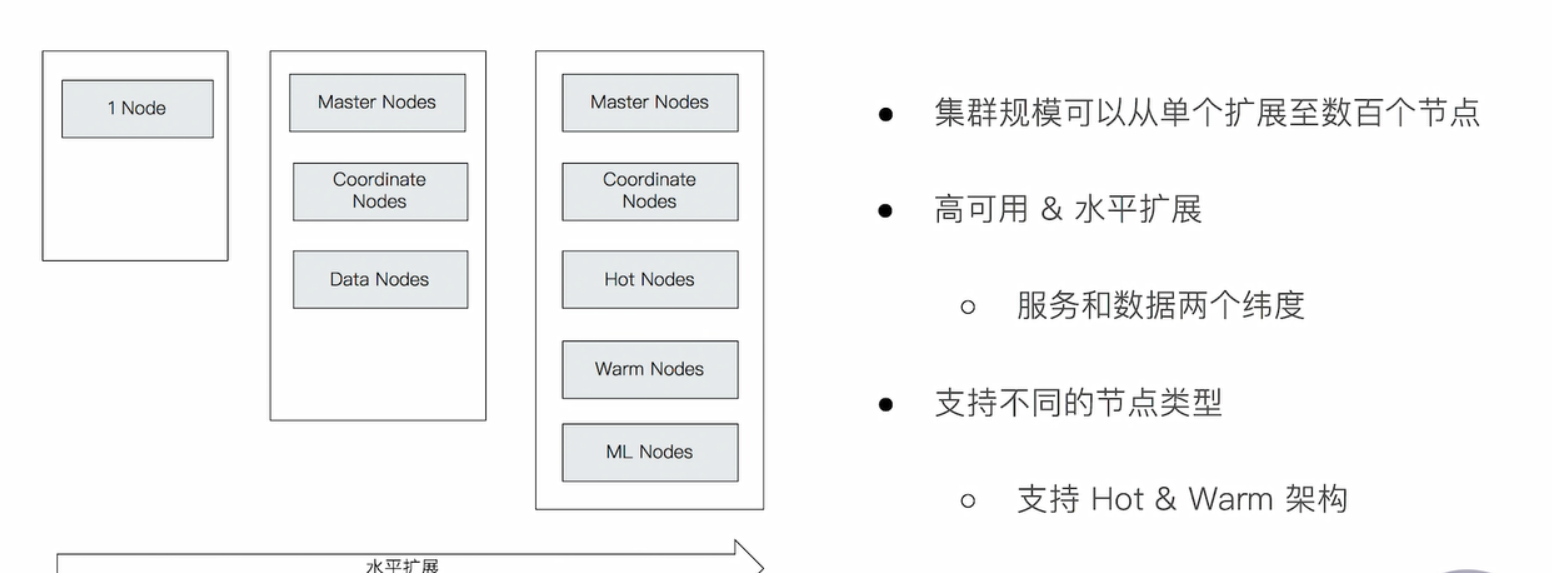 1 Node
Master Nodes
Coordinate
Nodes
Data Nodes
Master Nodes
Coordinate
Nodes
Hot Nodes
Warm Nodes
ML Nodes
水平扩展
● 集群规模可以从单个扩展至数百个节点
● 高可用 & 水平扩展
○ 服务和数据两个纬度
● 支持不同的节点类型
○ 支持 Hot & Warm 架构